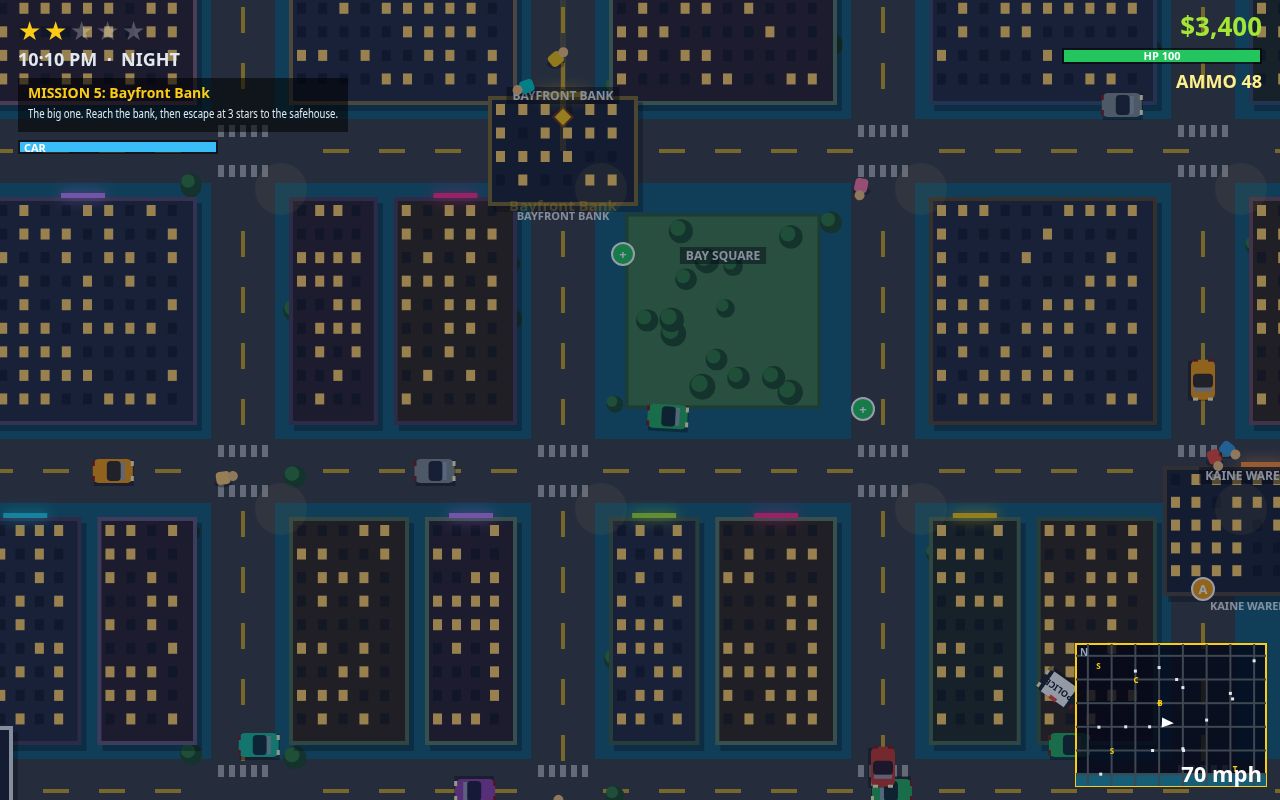 10:10 PM · NIGHT
MISSION 5: Bayfront Bank
The big one. Reach the bank, then escape at 3 stars to the safehouse.
CAR
$3,400
HP 100
AMMO 48
BAYFRONT BANK
Bayfront Bank
BAYFRONT BANK
BAY SQUARE
+
+
KAINE WARE
A
KAINE WARE
POLIC
N
S
C
B
S
T
70 mph